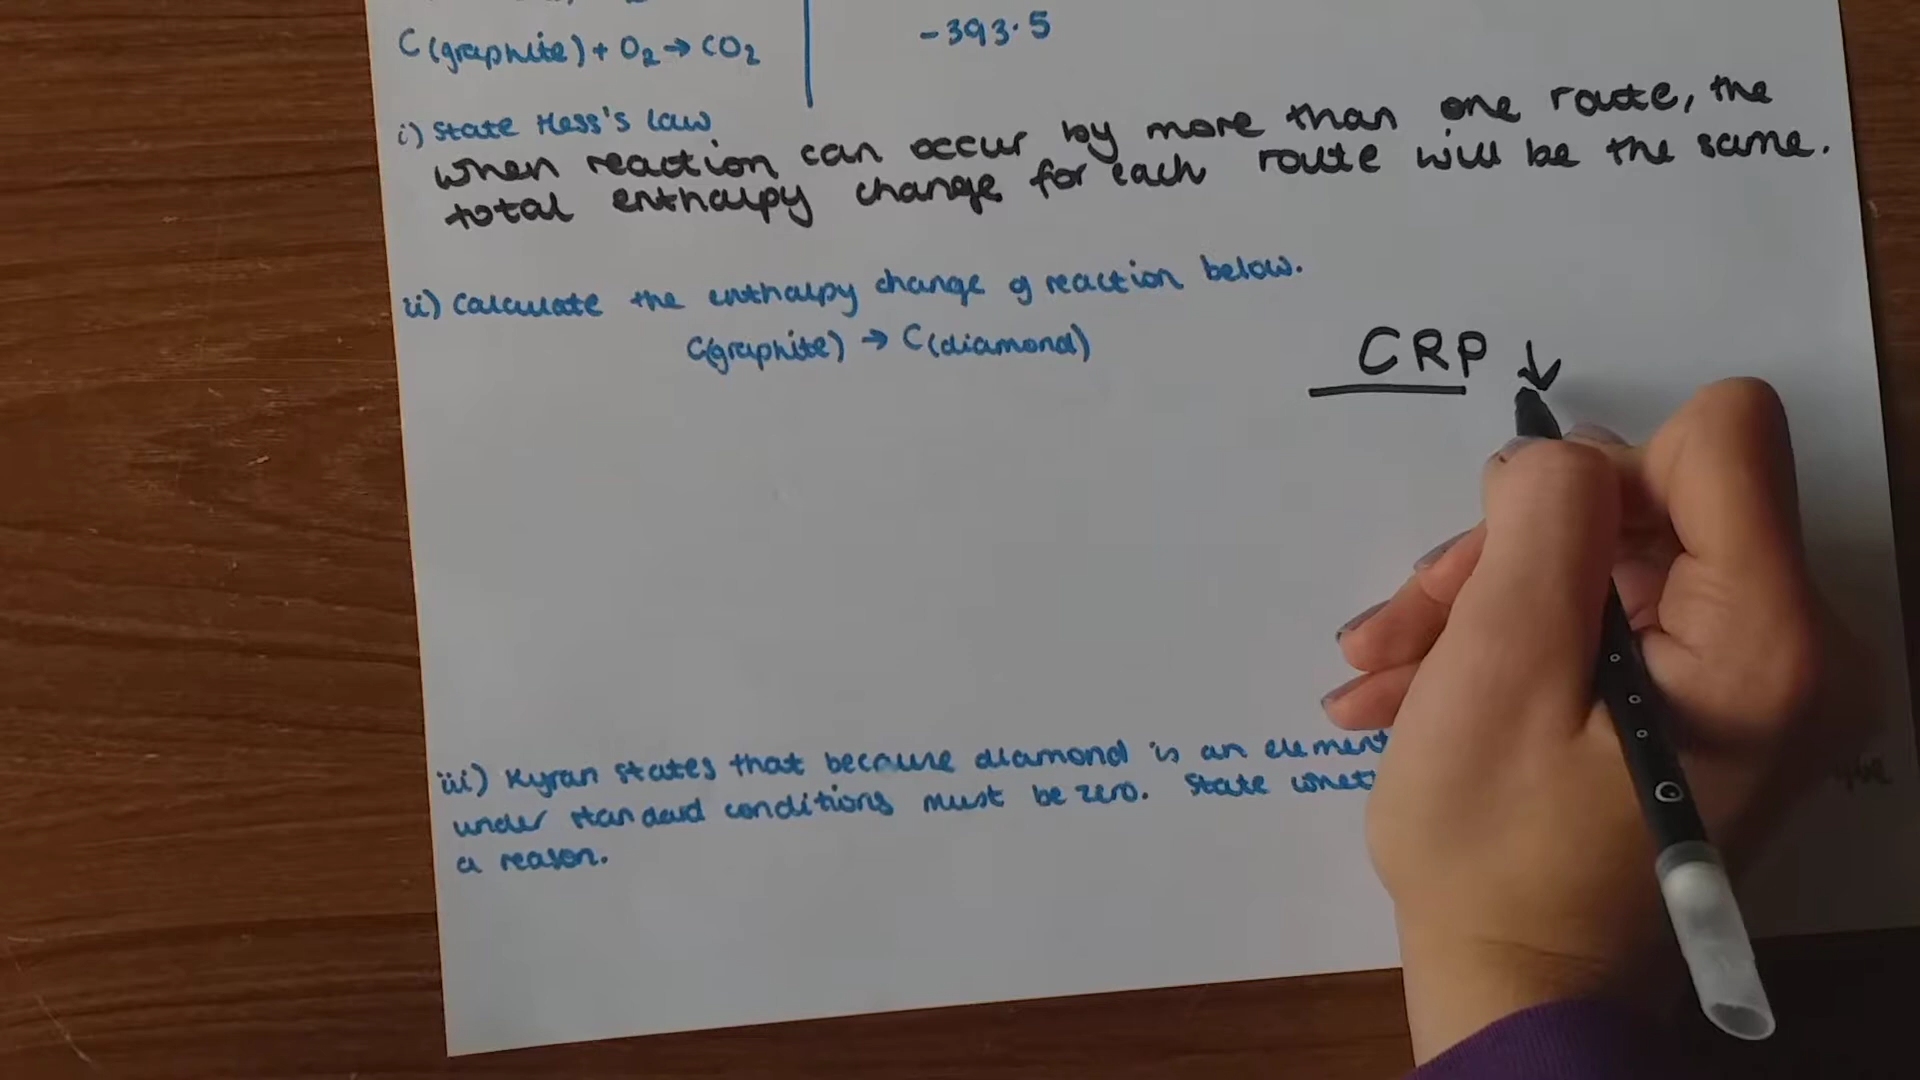 C(graphite) + O2 → CO2
-393.5
i) State Hess's law
when reaction can occur by more than one route, the
total enthalpy change for each route will be the same.
ii) Calculate the enthalpy change of reaction below.
C(graphite) → C(diamond)
CRP ↓
iii) Kyran states that because diamond is an element
under standard conditions must be zero. State
a reason.